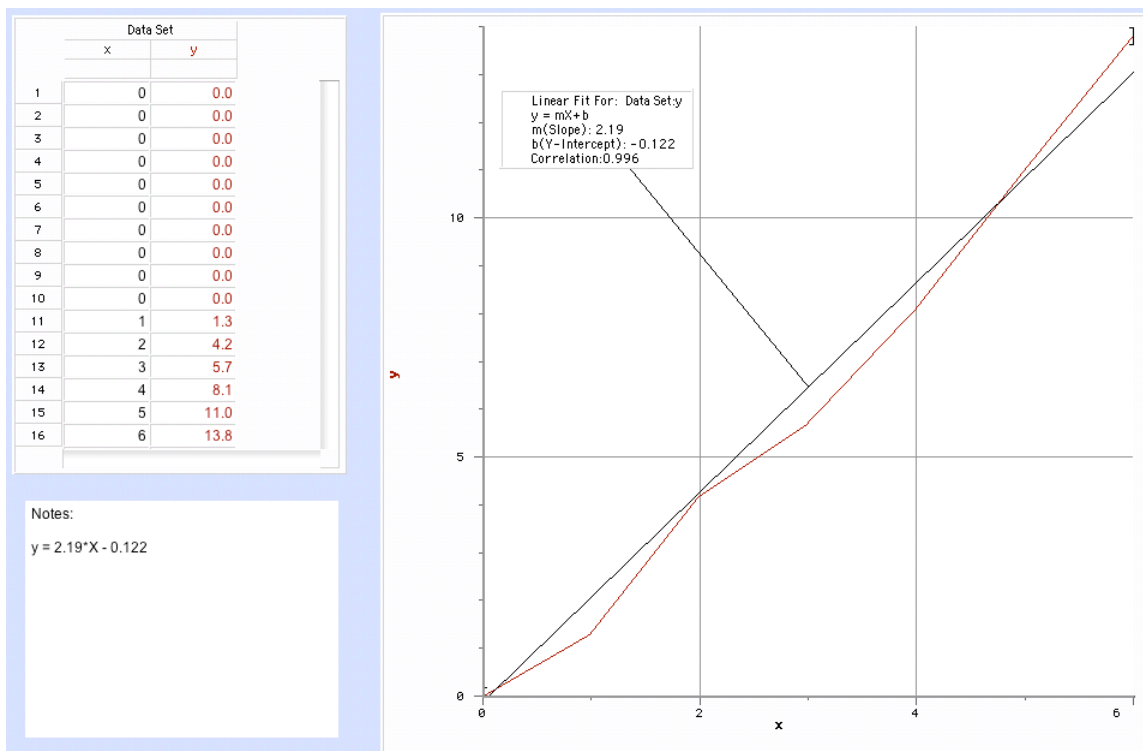 Data Set
x y
1 0 0.0
2 0 0.0
3 0 0.0
4 0 0.0
5 0 0.0
6 0 0.0
7 0 0.0
8 0 0.0
9 0 0.0
10 0 0.0
11 1 1.3
12 2 4.2
13 3 5.7
14 4 8.1
15 5 11.0
16 6 13.8
Notes:
y = 2.19*X - 0.122
Linear Fit For: Data Set:y
y = mX+b
m(Slope): 2.19
b(Y-Intercept): -0.122
Correlation:0.996
10
y
5
0
0 2 4 6
x